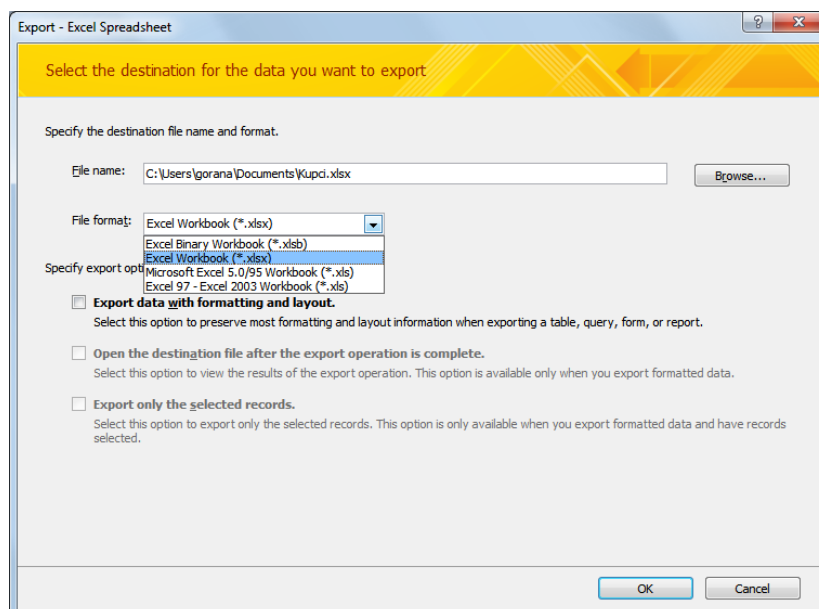 Export - Excel Spreadsheet
Select the destination for the data you want to export
Specify the destination file name and format.
File name: C:\Users\gorana\Documents\Kupci.xlsx Browse...
File format: Excel Workbook (*.xlsx)
Excel Binary Workbook (*.xlsb)
Excel Workbook (*.xlsx)
Specify export opti
Microsoft Excel 5.0/95 Workbook (*.xls)
Excel 97 - Excel 2003 Workbook (*.xls)
Export data with formatting and layout.
Select this option to preserve most formatting and layout information when exporting a table, query, form, or report.
Open the destination file after the export operation is complete.
Select this option to view the results of the export operation. This option is available only when you export formatted data.
Export only the selected records.
Select this option to export only the selected records. This option is only available when you export formatted data and have records
selected.
OK Cancel